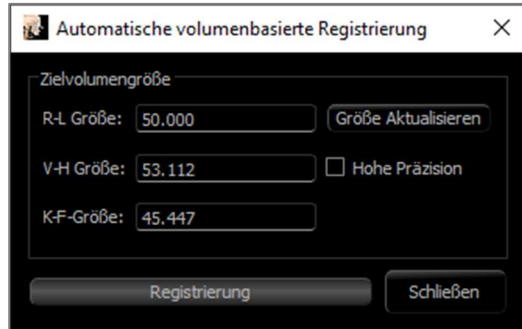 Automatische volumenbasierte Registrierung
Zielvolumengröße
R-L Größe: 50.000 Größe Aktualisieren
V-H Größe: 53.112 Hohe Präzision
K-F-Größe: 45.447
Registrierung Schließen